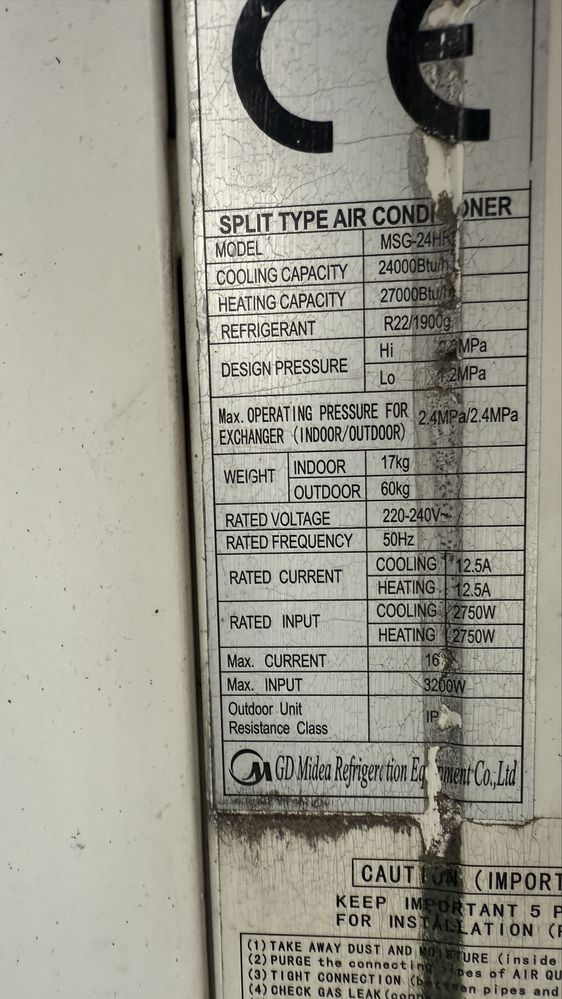 CE
SPLIT TYPE AIR CONDITIONER
MODEL MSG-24HR
COOLING CAPACITY 24000Btu/h
HEATING CAPACITY 27000Btu/h
REFRIGERANT R22/1900g
DESIGN PRESSURE Hi MPa
Lo MPa
Max. OPERATING PRESSURE FOR 2.4MPa/2.4MPa
EXCHANGER (INDOOR/OUTDOOR)
WEIGHT INDOOR 17kg
OUTDOOR 60kg
RATED VOLTAGE 220-240V~
RATED FREQUENCY 50Hz
RATED CURRENT COOLING 12.5A
HEATING 12.5A
RATED INPUT COOLING 2750W
HEATING 2750W
Max. CURRENT 16
Max. INPUT 3200W
Outdoor Unit
Resistance Class IP
GD Midea Refrigeration Equipment Co.,Ltd
CAUTION (IMPORT
KEEP IMPORTANT 5 P
FOR INSTALLATION (
(1) TAKE AWAY DUST AND MOISTURE (inside
(2) PURGE the connecting pipes of AIR QU
(3) TIGHT CONNECTION (between pipes and
(4) CHECK GAS LEAK (conn